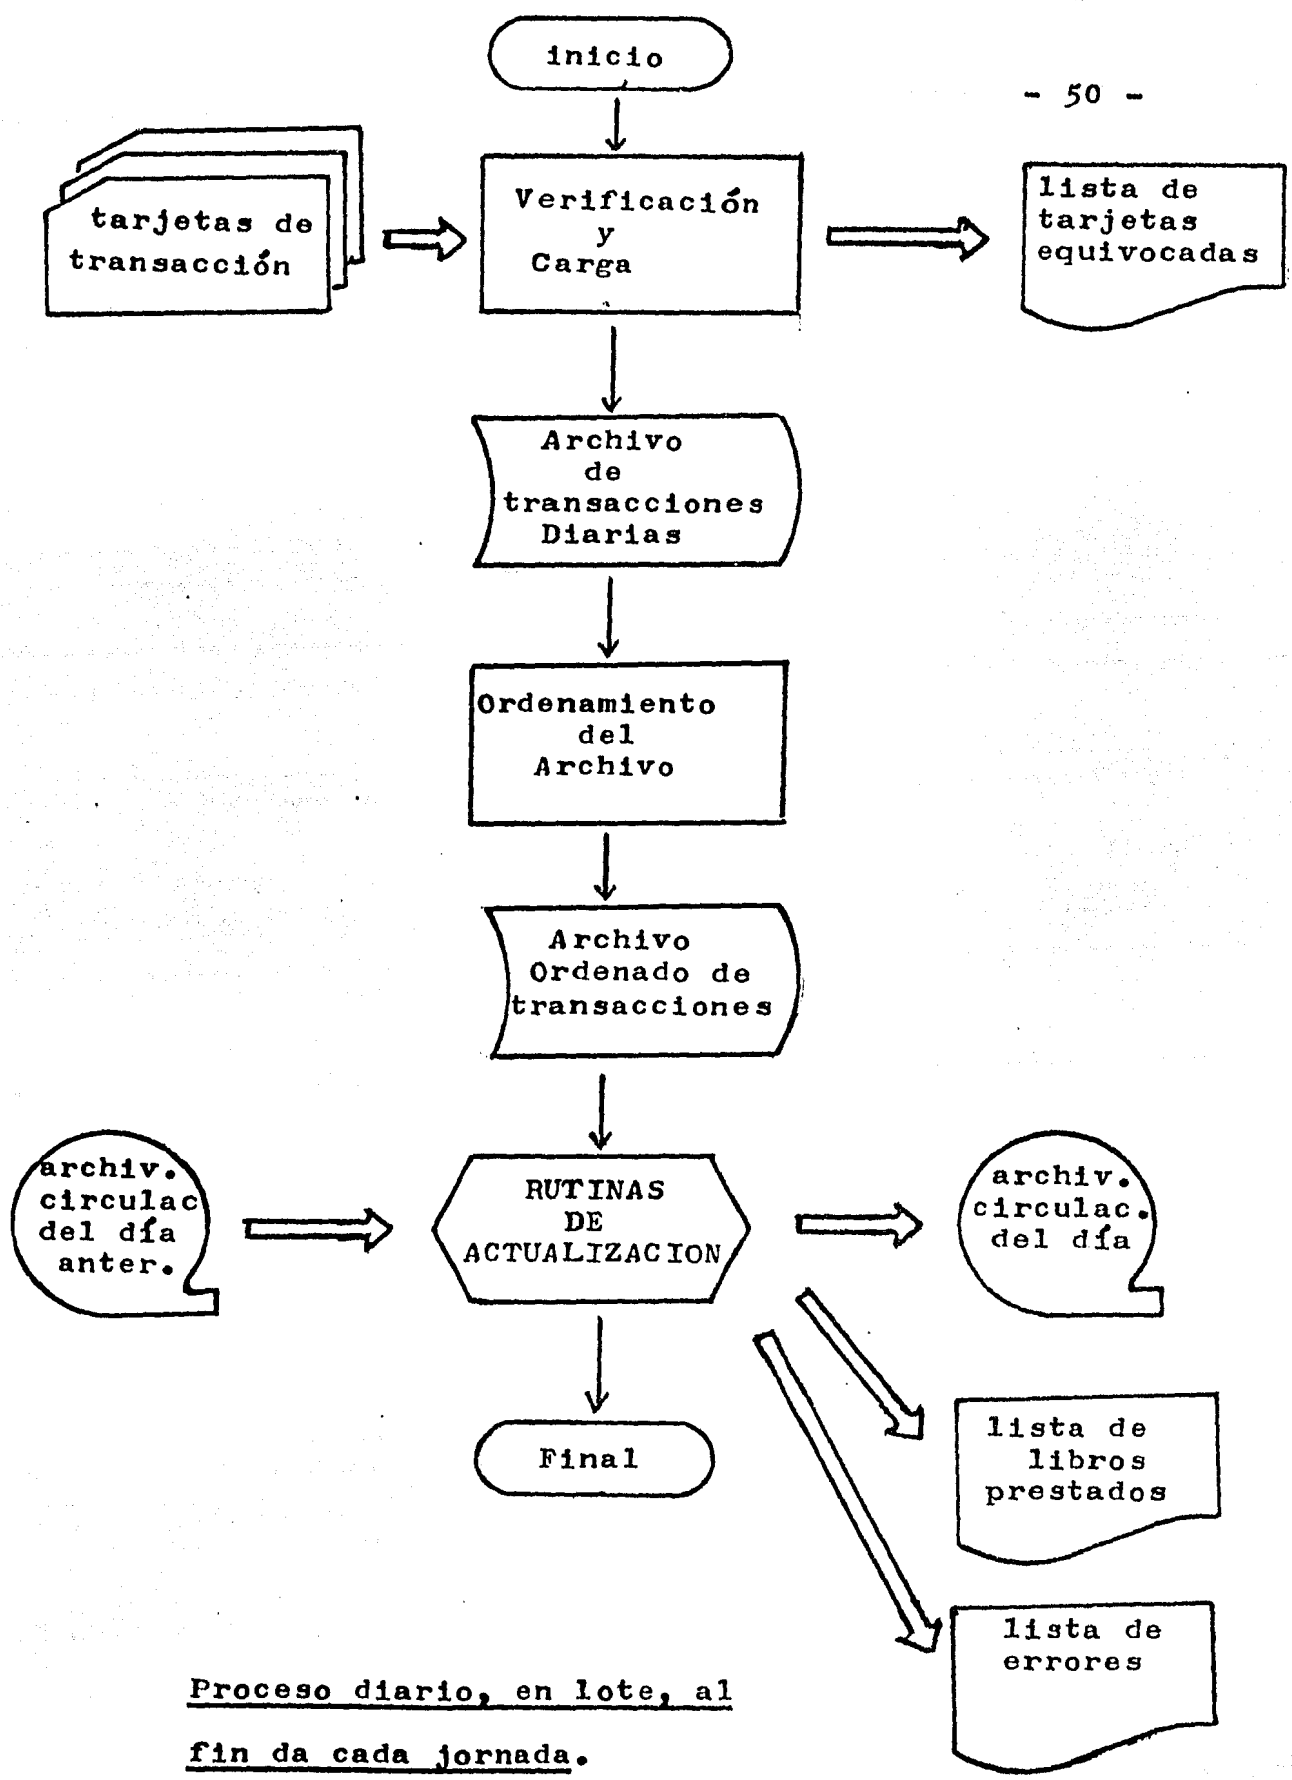 inicio
- 50 -
tarjetas de
transacción
Verificación
y
Carga
lista de
tarjetas
equivocadas
Archivo
de
transacciones
Diarias
Ordenamiento
del
Archivo
Archivo
Ordenado de
transacciones
archiv.
circulac
del día
anter.
RUTINAS
DE
ACTUALIZACION
archiv.
circulac.
del día
Final
lista de
libros
prestados
lista de
errores
Proceso diario, en lote, al
fin da cada jornada.